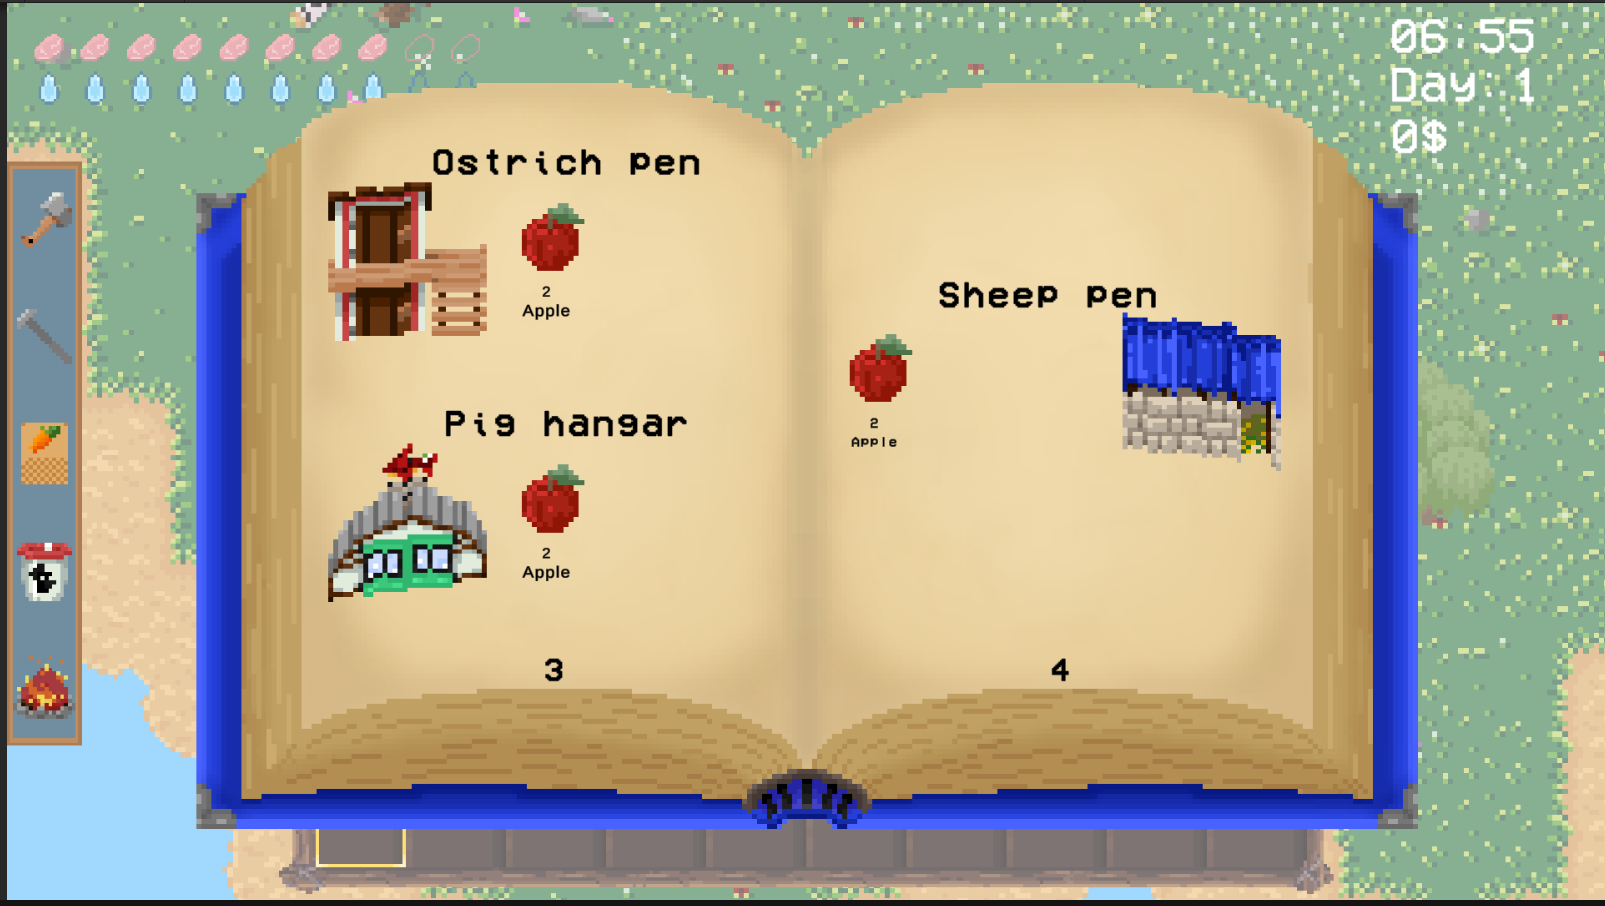 06:55
Day: 1
0$
Ostrich pen
2
Apple
Pig hangar
2
Apple
3
Sheep pen
2
Apple
4